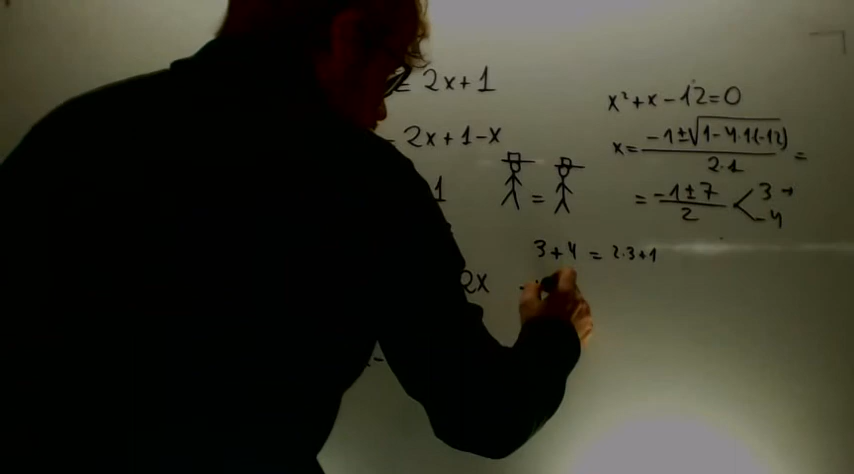 = 2x+1
2x+1-x
1
=
2x
x² + x - 12 = 0
x = (-1 ± √(1 - 4·1(-12))) / (2·1) =
= (-1 ± 7) / 2 < 3 →
-4
3 + 4 = 2·3+1